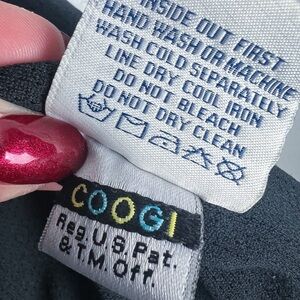 INSIDE OUT FIRST
HAND WASH OR MACHINE
WASH COLD SEPARATELY
LINE DRY COOL IRON
DO NOT BLEACH
DO NOT DRY CLEAN
COOGI
Reg. U.S. Pat.
& T.M. Off.